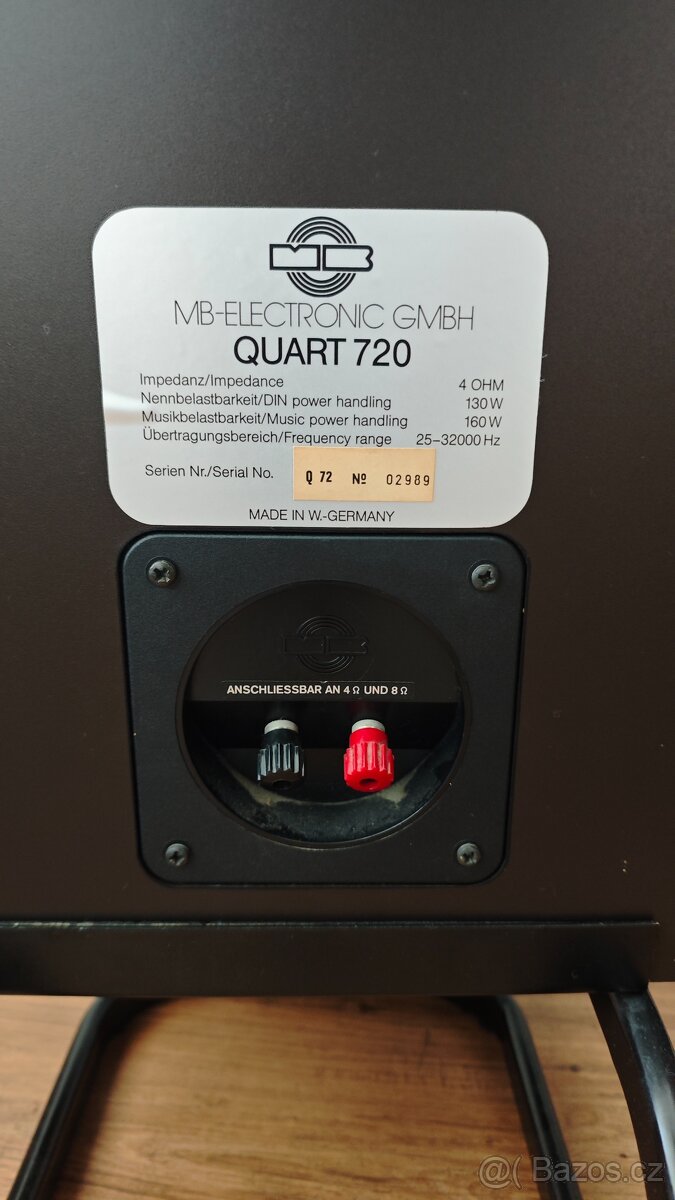 MB
MB-ELECTRONIC GMBH
QUART 720
Impedanz/Impedance 4 OHM
Nennbelastbarkeit/DIN power handling 130 W
Musikbelastbarkeit/Music power handling 160 W
Übertragungsbereich/Frequency range 25–32000 Hz
Serien Nr./Serial No. Q 72 Nº 02989
MADE IN W.-GERMANY
MB
ANSCHLIESSBAR AN 4 Ω UND 8 Ω
@( Bazos.cz